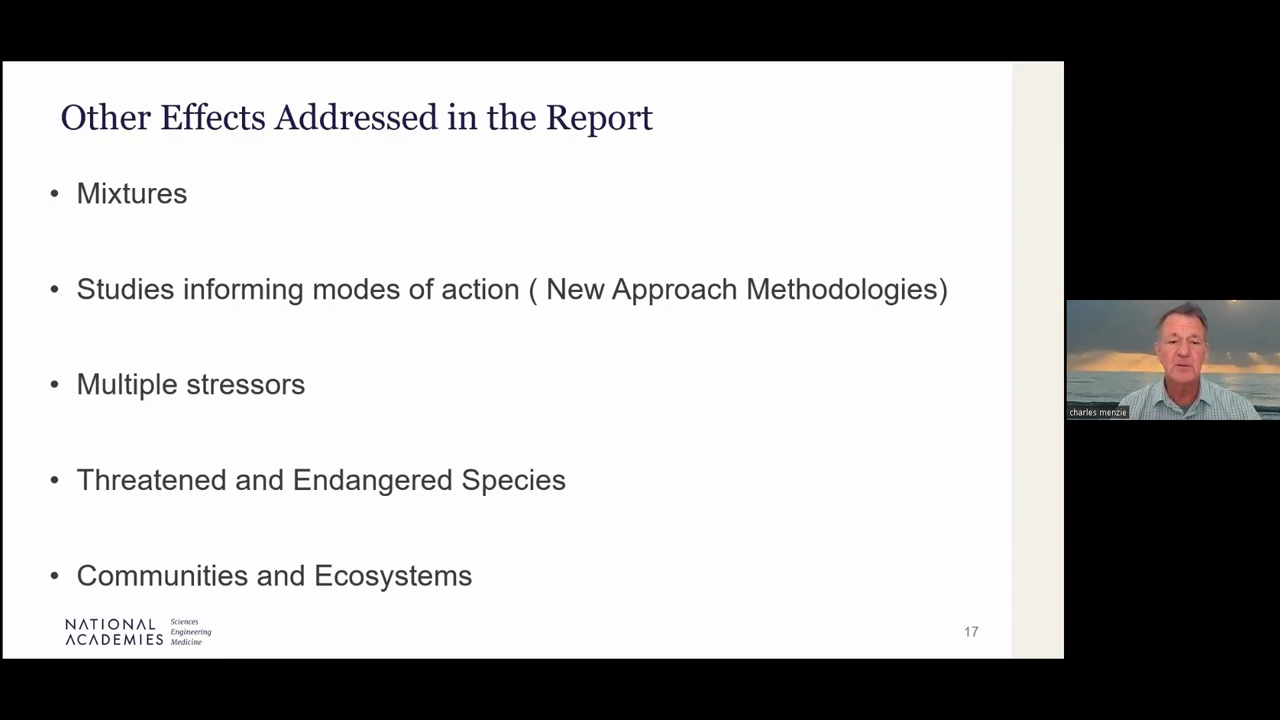 Other Effects Addressed in the Report
• Mixtures
• Studies informing modes of action ( New Approach Methodologies)
• Multiple stressors
• Threatened and Endangered Species
• Communities and Ecosystems
NATIONAL
ACADEMIES
Sciences
Engineering
Medicine
17
charles menzie